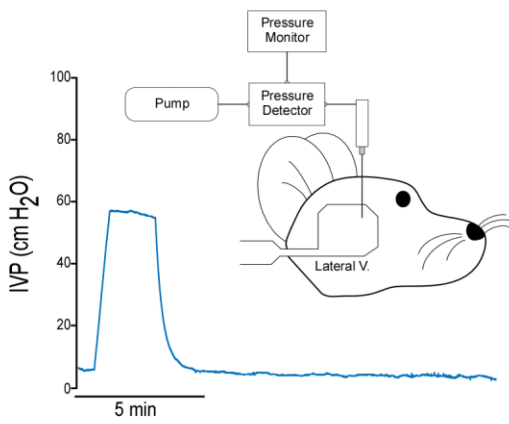 Pressure
Monitor
Pump
Pressure
Detector
Lateral V.
IVP (cm H₂O)
100
80
60
40
20
0
5 min